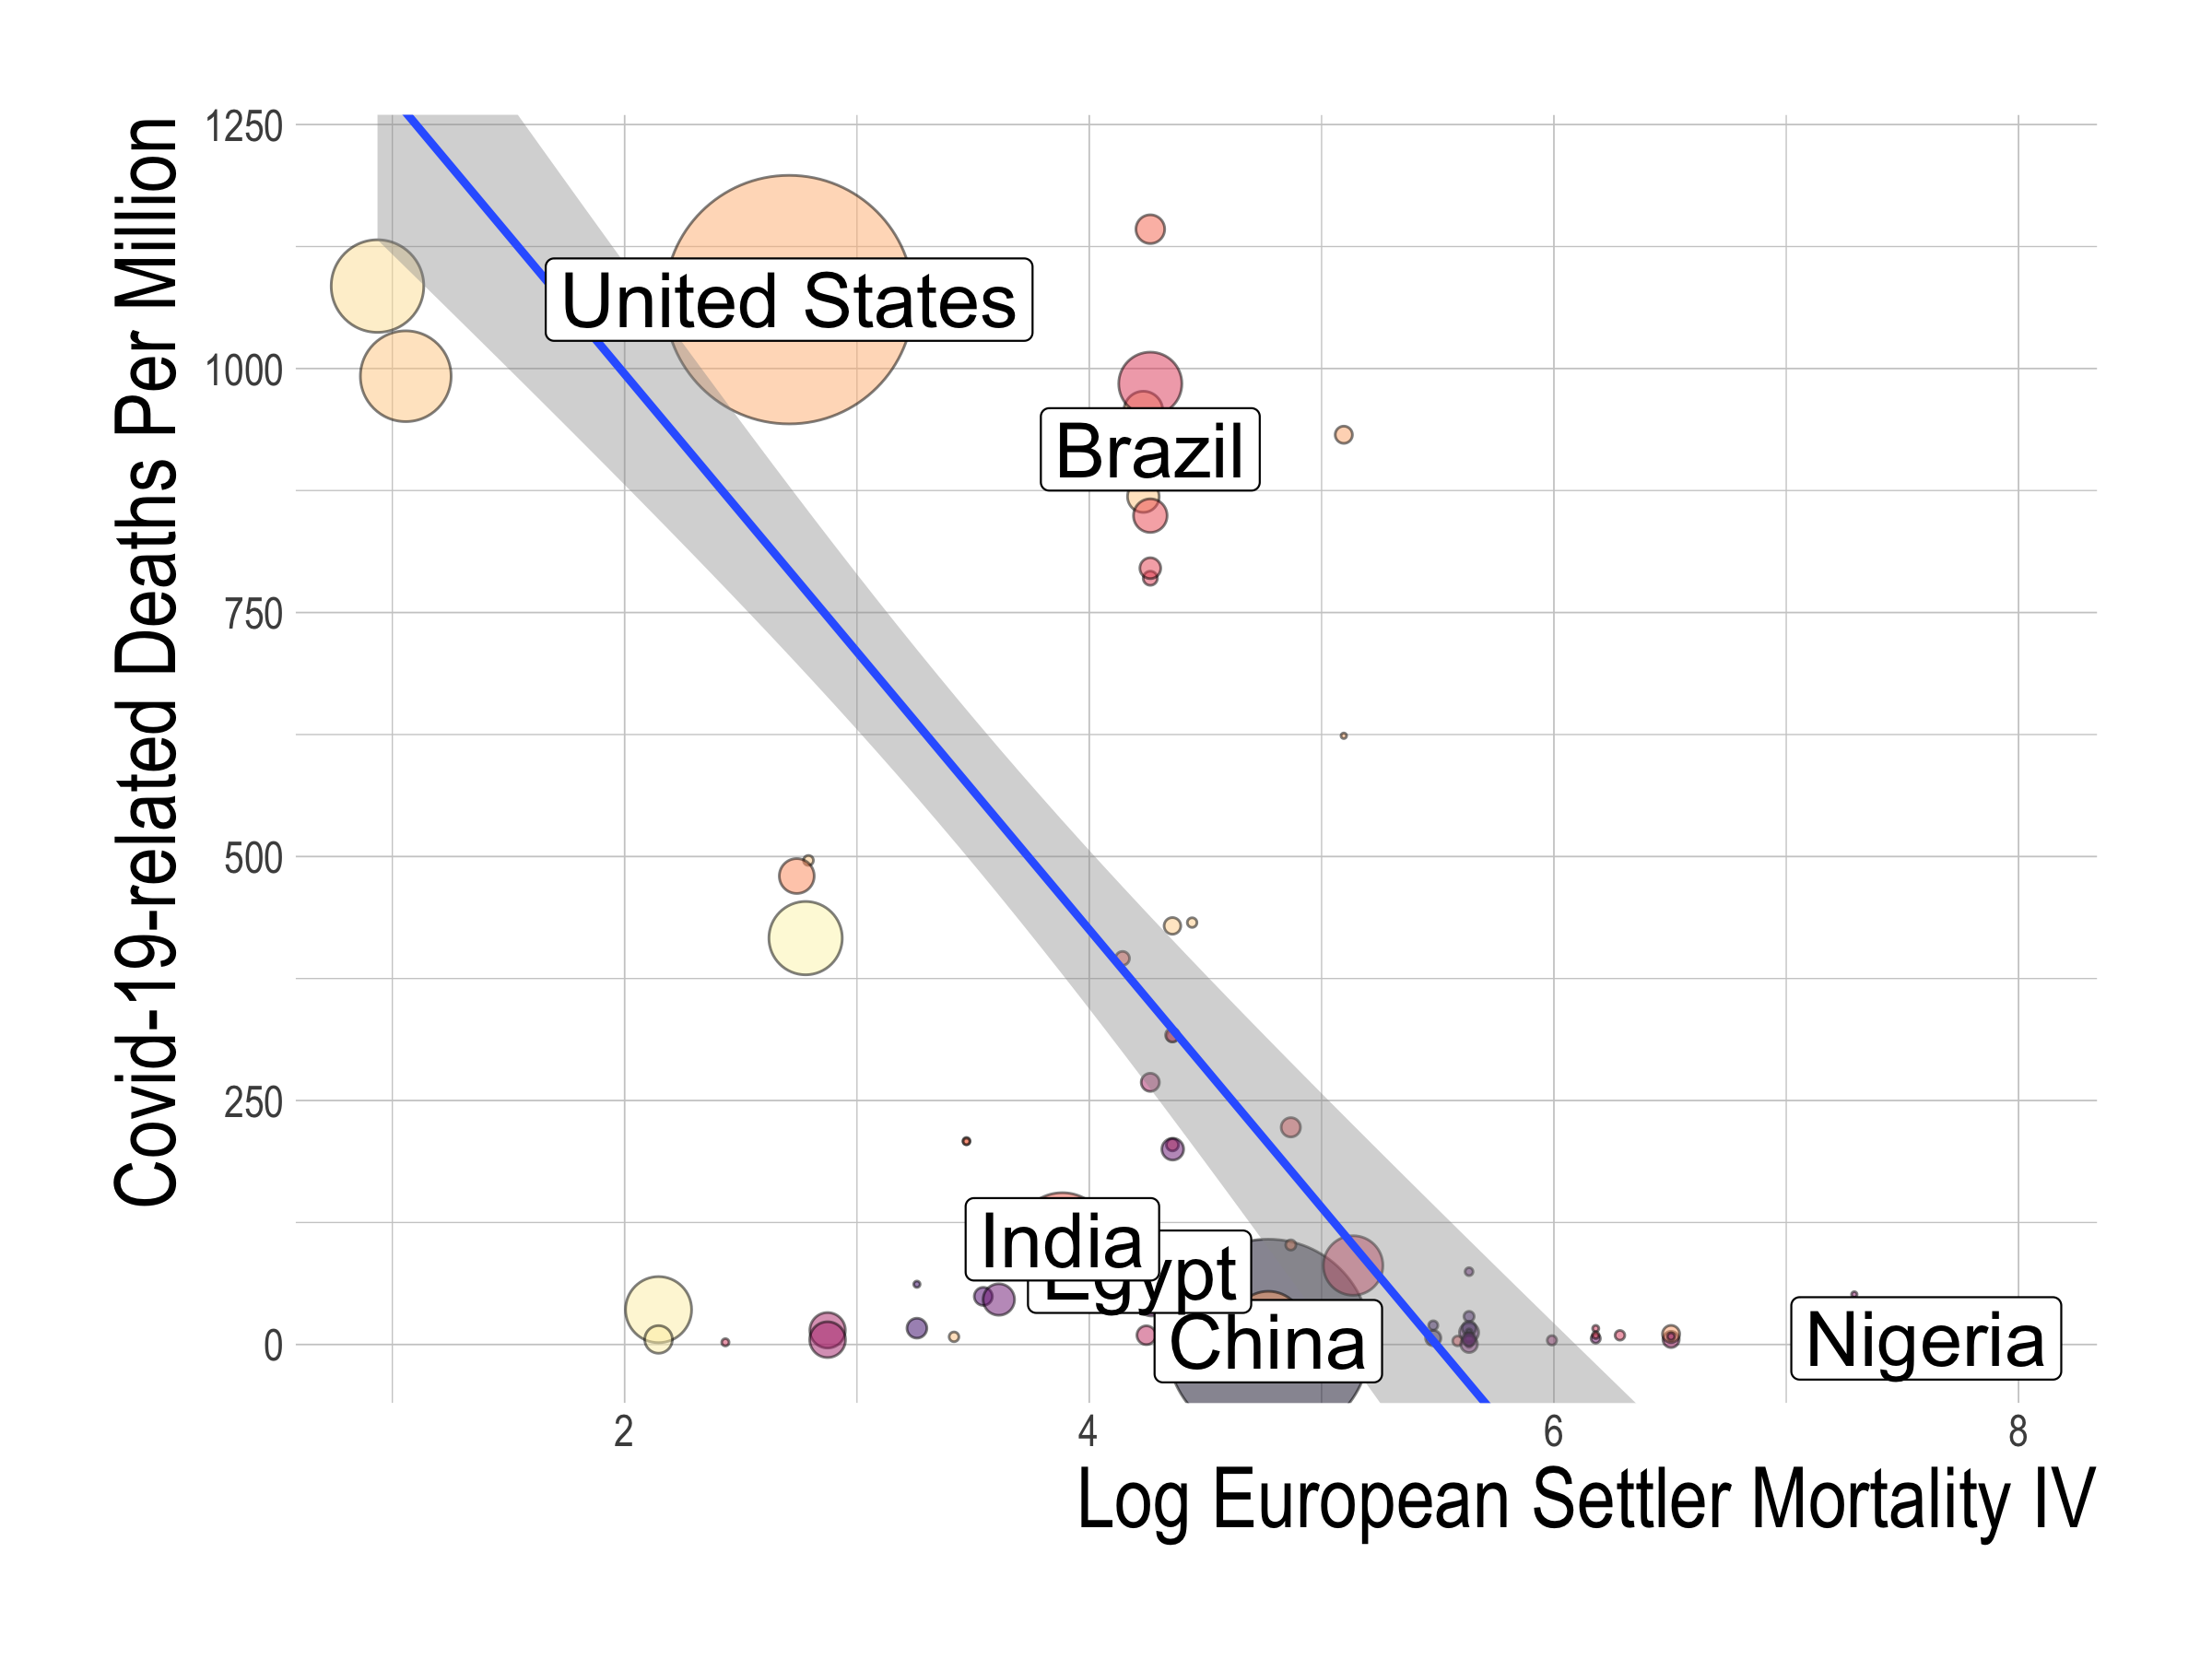 Covid-19-related Deaths Per Million
1250
1000
750
500
250
0
United States
Brazil
India
Egypt
China
Nigeria
2
4
6
8
Log European Settler Mortality IV